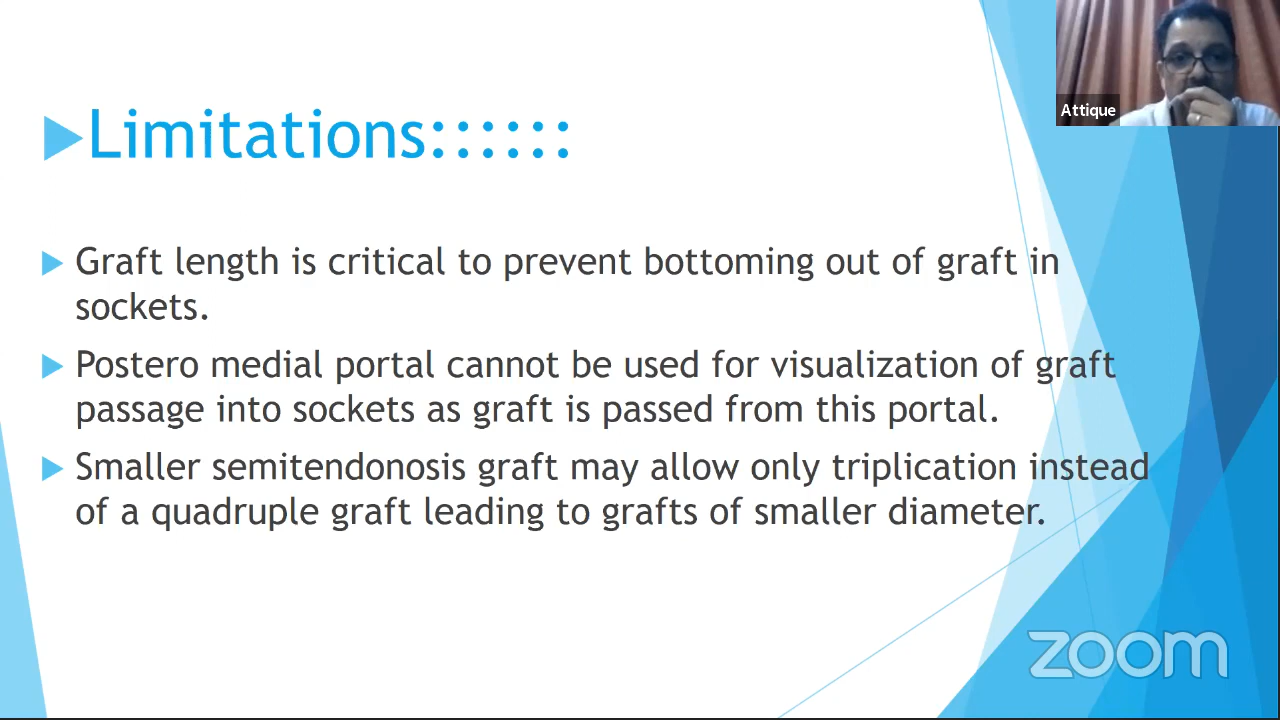 Limitations::::::
Attique
Graft length is critical to prevent bottoming out of graft in
sockets.
Postero medial portal cannot be used for visualization of graft
passage into sockets as graft is passed from this portal.
Smaller semitendonosis graft may allow only triplication instead
of a quadruple graft leading to grafts of smaller diameter.
zoom